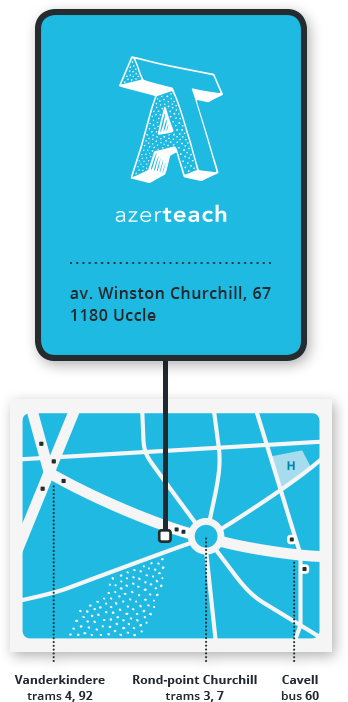 azerteach
av. Winston Churchill, 67
1180 Uccle
H
Vanderkindere
trams 4, 92
Rond-point Churchill
trams 3, 7
Cavell
bus 60